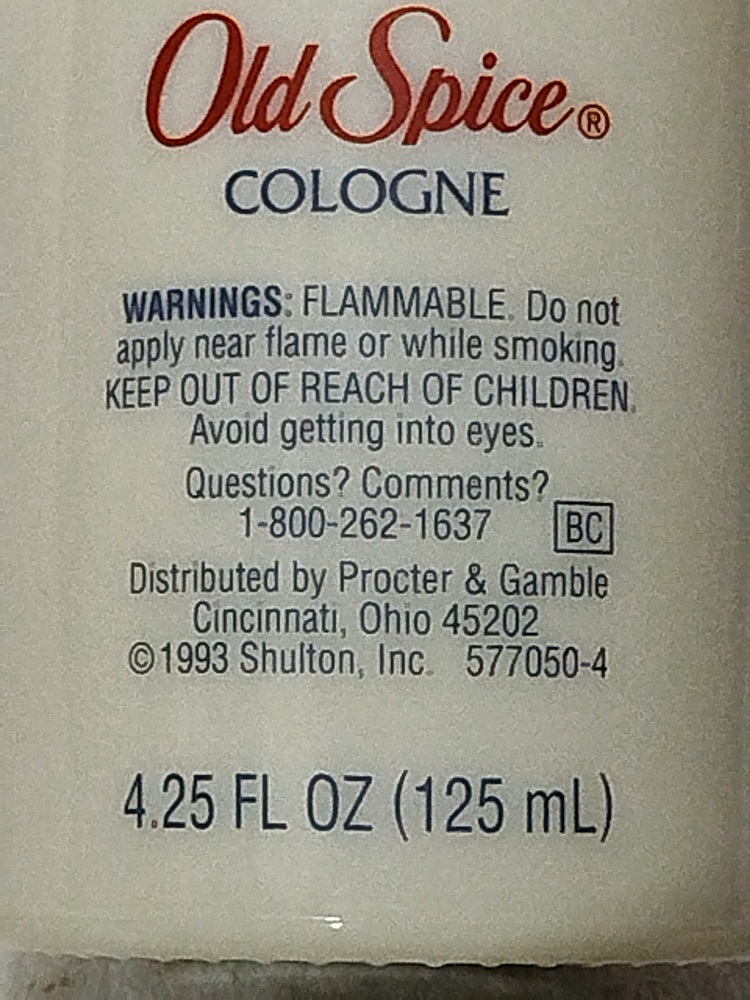 Old Spice®
COLOGNE
WARNINGS: FLAMMABLE. Do not
apply near flame or while smoking.
KEEP OUT OF REACH OF CHILDREN.
Avoid getting into eyes.
Questions? Comments?
1-800-262-1637 BC
Distributed by Procter & Gamble
Cincinnati, Ohio 45202
©1993 Shulton, Inc. 577050-4
4.25 FL OZ (125 mL)